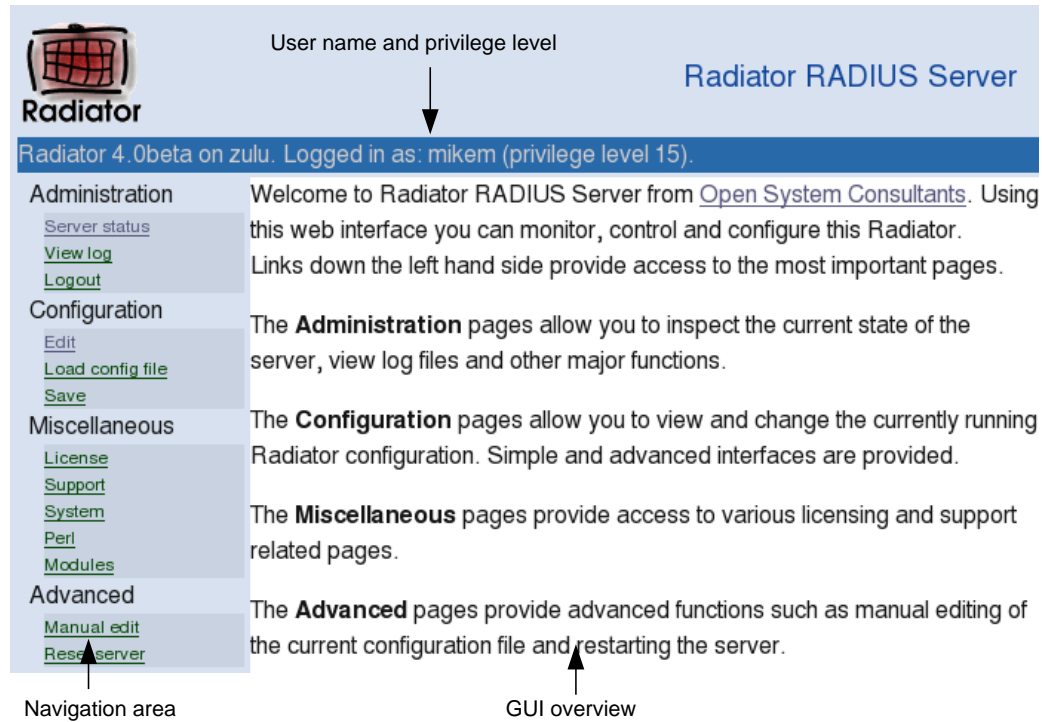 User name and privilege level
Radiator RADIUS Server
Radiator
Radiator 4.0beta on zulu. Logged in as: mikem (privilege level 15).
Administration
Server status
View log
Logout
Configuration
Edit
Load config file
Save
Miscellaneous
License
Support
System
Perl
Modules
Advanced
Manual edit
Reset server
Welcome to Radiator RADIUS Server from Open System Consultants. Using
this web interface you can monitor, control and configure this Radiator.
Links down the left hand side provide access to the most important pages.
The Administration pages allow you to inspect the current state of the
server, view log files and other major functions.
The Configuration pages allow you to view and change the currently running
Radiator configuration. Simple and advanced interfaces are provided.
The Miscellaneous pages provide access to various licensing and support
related pages.
The Advanced pages provide advanced functions such as manual editing of
the current configuration file and restarting the server.
Navigation area
GUI overview